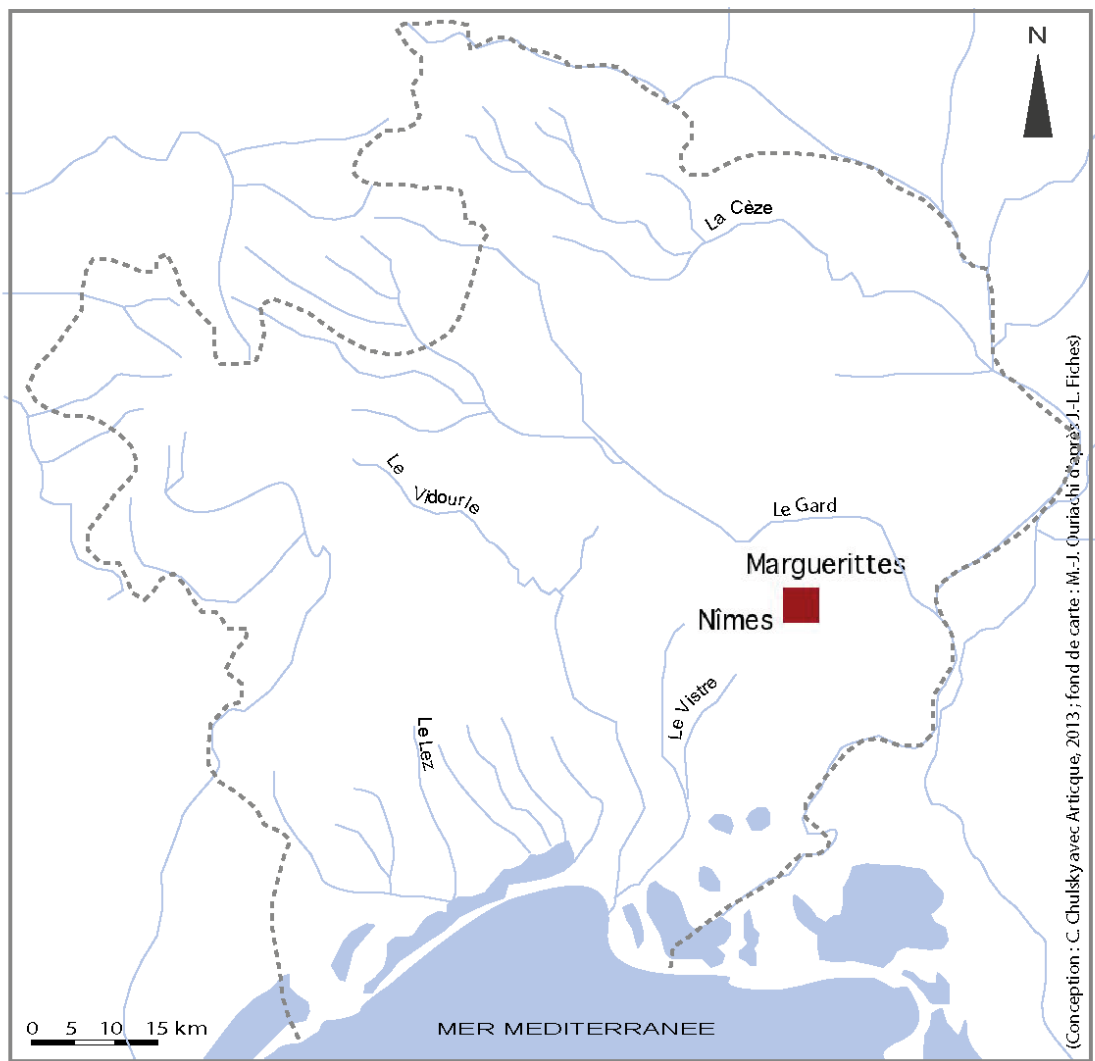 N
La Cèze
Le Vidourle
Le Gard
Marguerittes
Nîmes
Le Vistre
Le Lez
0 5 10 15 km
MER MEDITERRANEE
(Conception : C. Chulsky avec Articque, 2013 ; fond de carte : M.-J. Ouriachi d'après J.-L. Fiches)